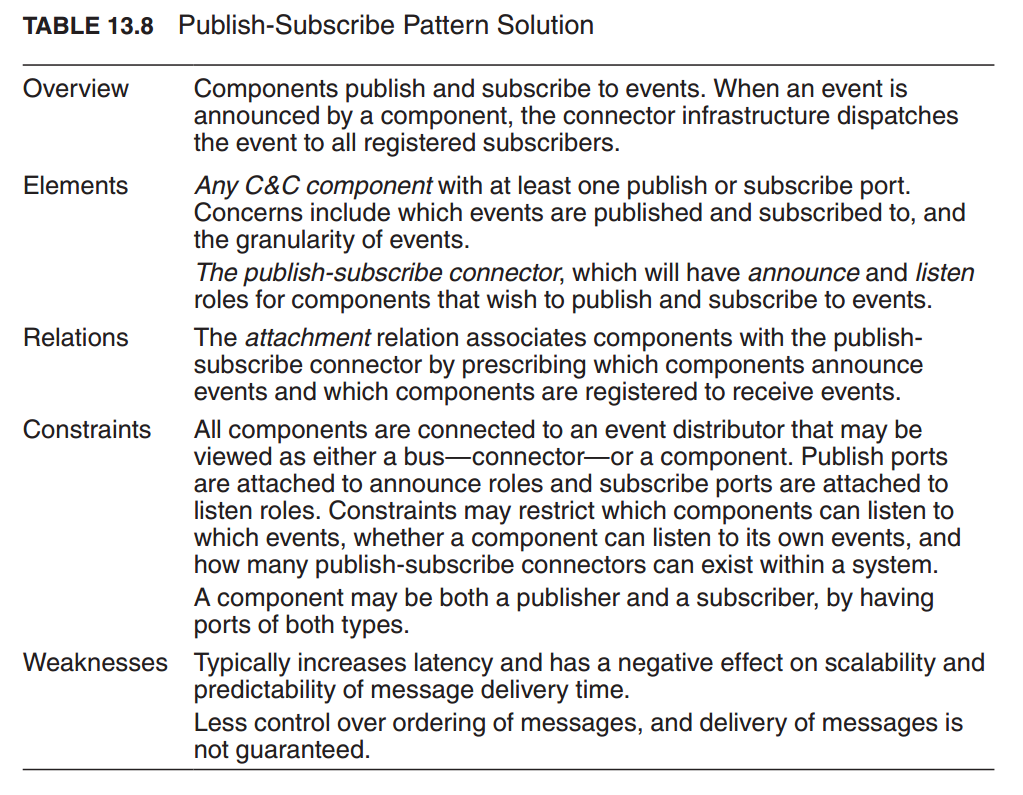 TABLE 13.8 Publish-Subscribe Pattern Solution
Overview Components publish and subscribe to events. When an event is
announced by a component, the connector infrastructure dispatches
the event to all registered subscribers.
Elements Any C&C component with at least one publish or subscribe port.
Concerns include which events are published and subscribed to, and
the granularity of events.
The publish-subscribe connector, which will have announce and listen
roles for components that wish to publish and subscribe to events.
Relations The attachment relation associates components with the publish-
subscribe connector by prescribing which components announce
events and which components are registered to receive events.
Constraints All components are connected to an event distributor that may be
viewed as either a bus—connector—or a component. Publish ports
are attached to announce roles and subscribe ports are attached to
listen roles. Constraints may restrict which components can listen to
which events, whether a component can listen to its own events, and
how many publish-subscribe connectors can exist within a system.
A component may be both a publisher and a subscriber, by having
ports of both types.
Weaknesses Typically increases latency and has a negative effect on scalability and
predictability of message delivery time.
Less control over ordering of messages, and delivery of messages is
not guaranteed.